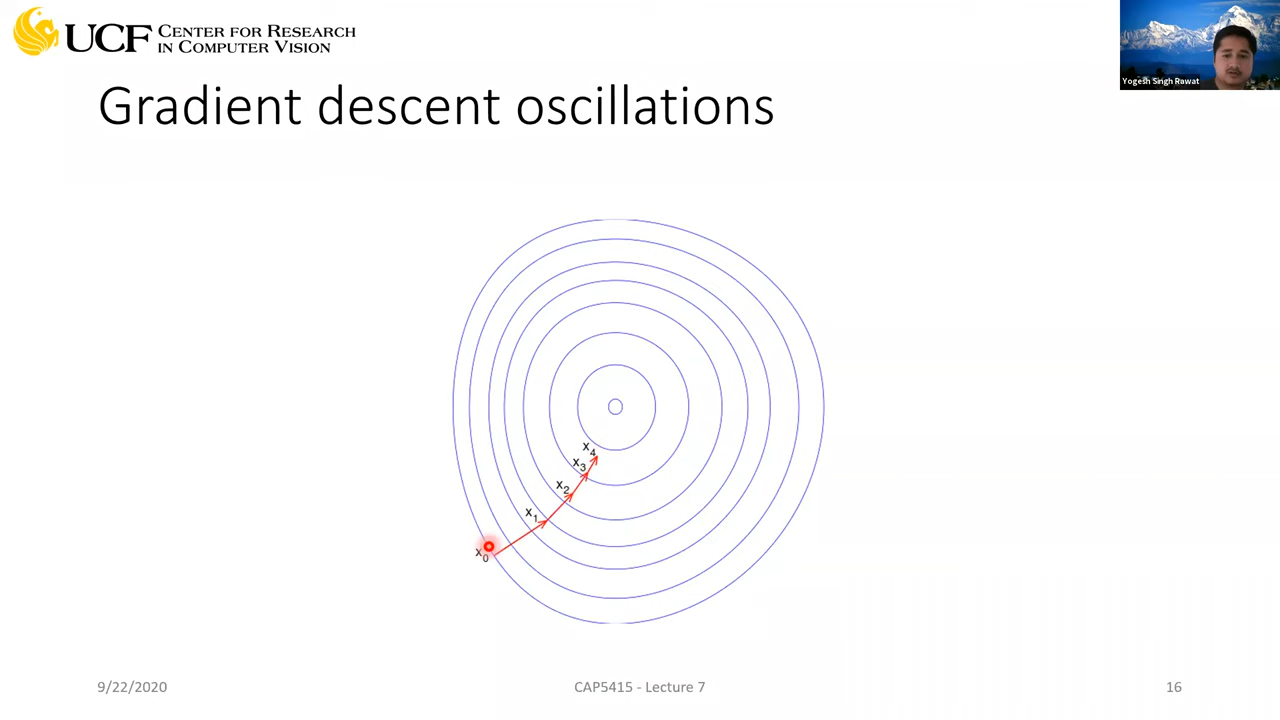 UCF CENTER FOR RESEARCH
IN COMPUTER VISION
Yogesh Singh Rawat
Gradient descent oscillations
x4
x3
x2
x1
x0
9/22/2020
CAP5415 - Lecture 7
16